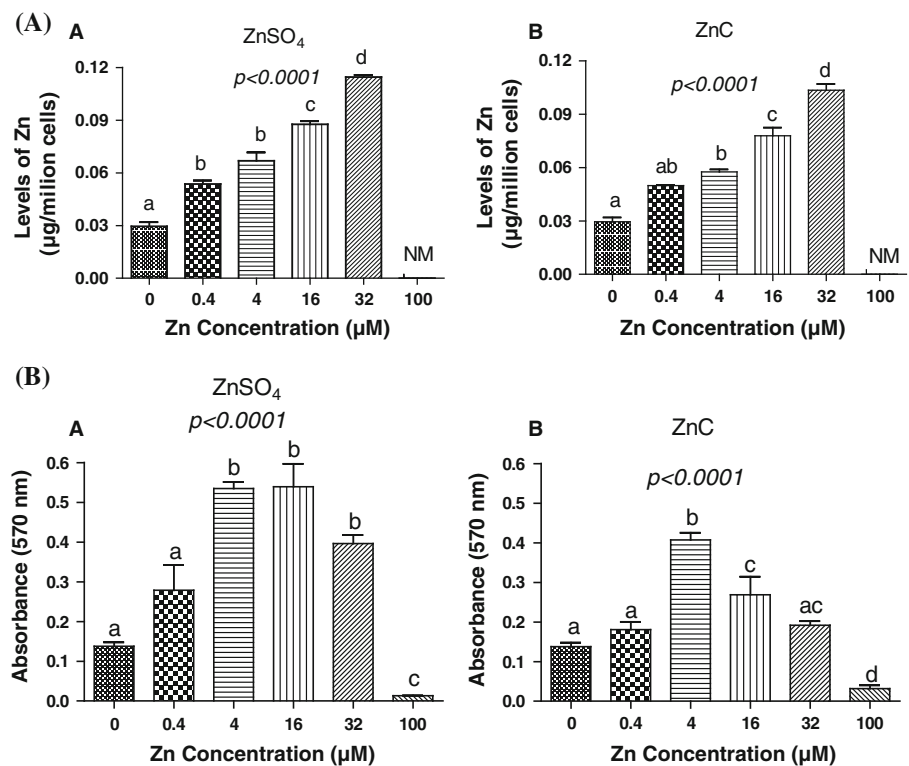 (A)
A
ZnSO4
p<0.0001
Levels of Zn
(µg/million cells)
0.12
0.09
0.06
0.03
0.00
a
b
b
c
d
NM
0 0.4 4 16 32 100
Zn Concentration (µM)
B
ZnC
p<0.0001
Levels of Zn
(µg/million cells)
0.12
0.09
0.06
0.03
0.00
a
ab
b
c
d
NM
0 0.4 4 16 32 100
Zn Concentration (µM)
(B)
A
ZnSO4
p<0.0001
Absorbance (570 nm)
0.6
0.5
0.4
0.3
0.2
0.1
0.0
a
a
b
b
b
c
0 0.4 4 16 32 100
Zn Concentration (µM)
B
ZnC
p<0.0001
Absorbance (570 nm)
0.6
0.5
0.4
0.3
0.2
0.1
0.0
a
a
b
c
ac
d
0 0.4 4 16 32 100
Zn Concentration (µM)